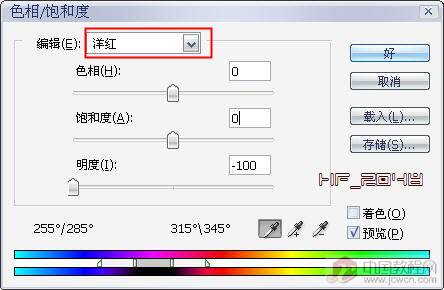 色相/饱和度
编辑(E): 洋红
好
色相(H): 0
取消
饱和度(A): 0
载入(L)...
明度(I): -100
存储(S)...
HF_2048
255°/285° 315°\345°
着色(O)
预览(P)
中国教程网
www.jcwcn.com